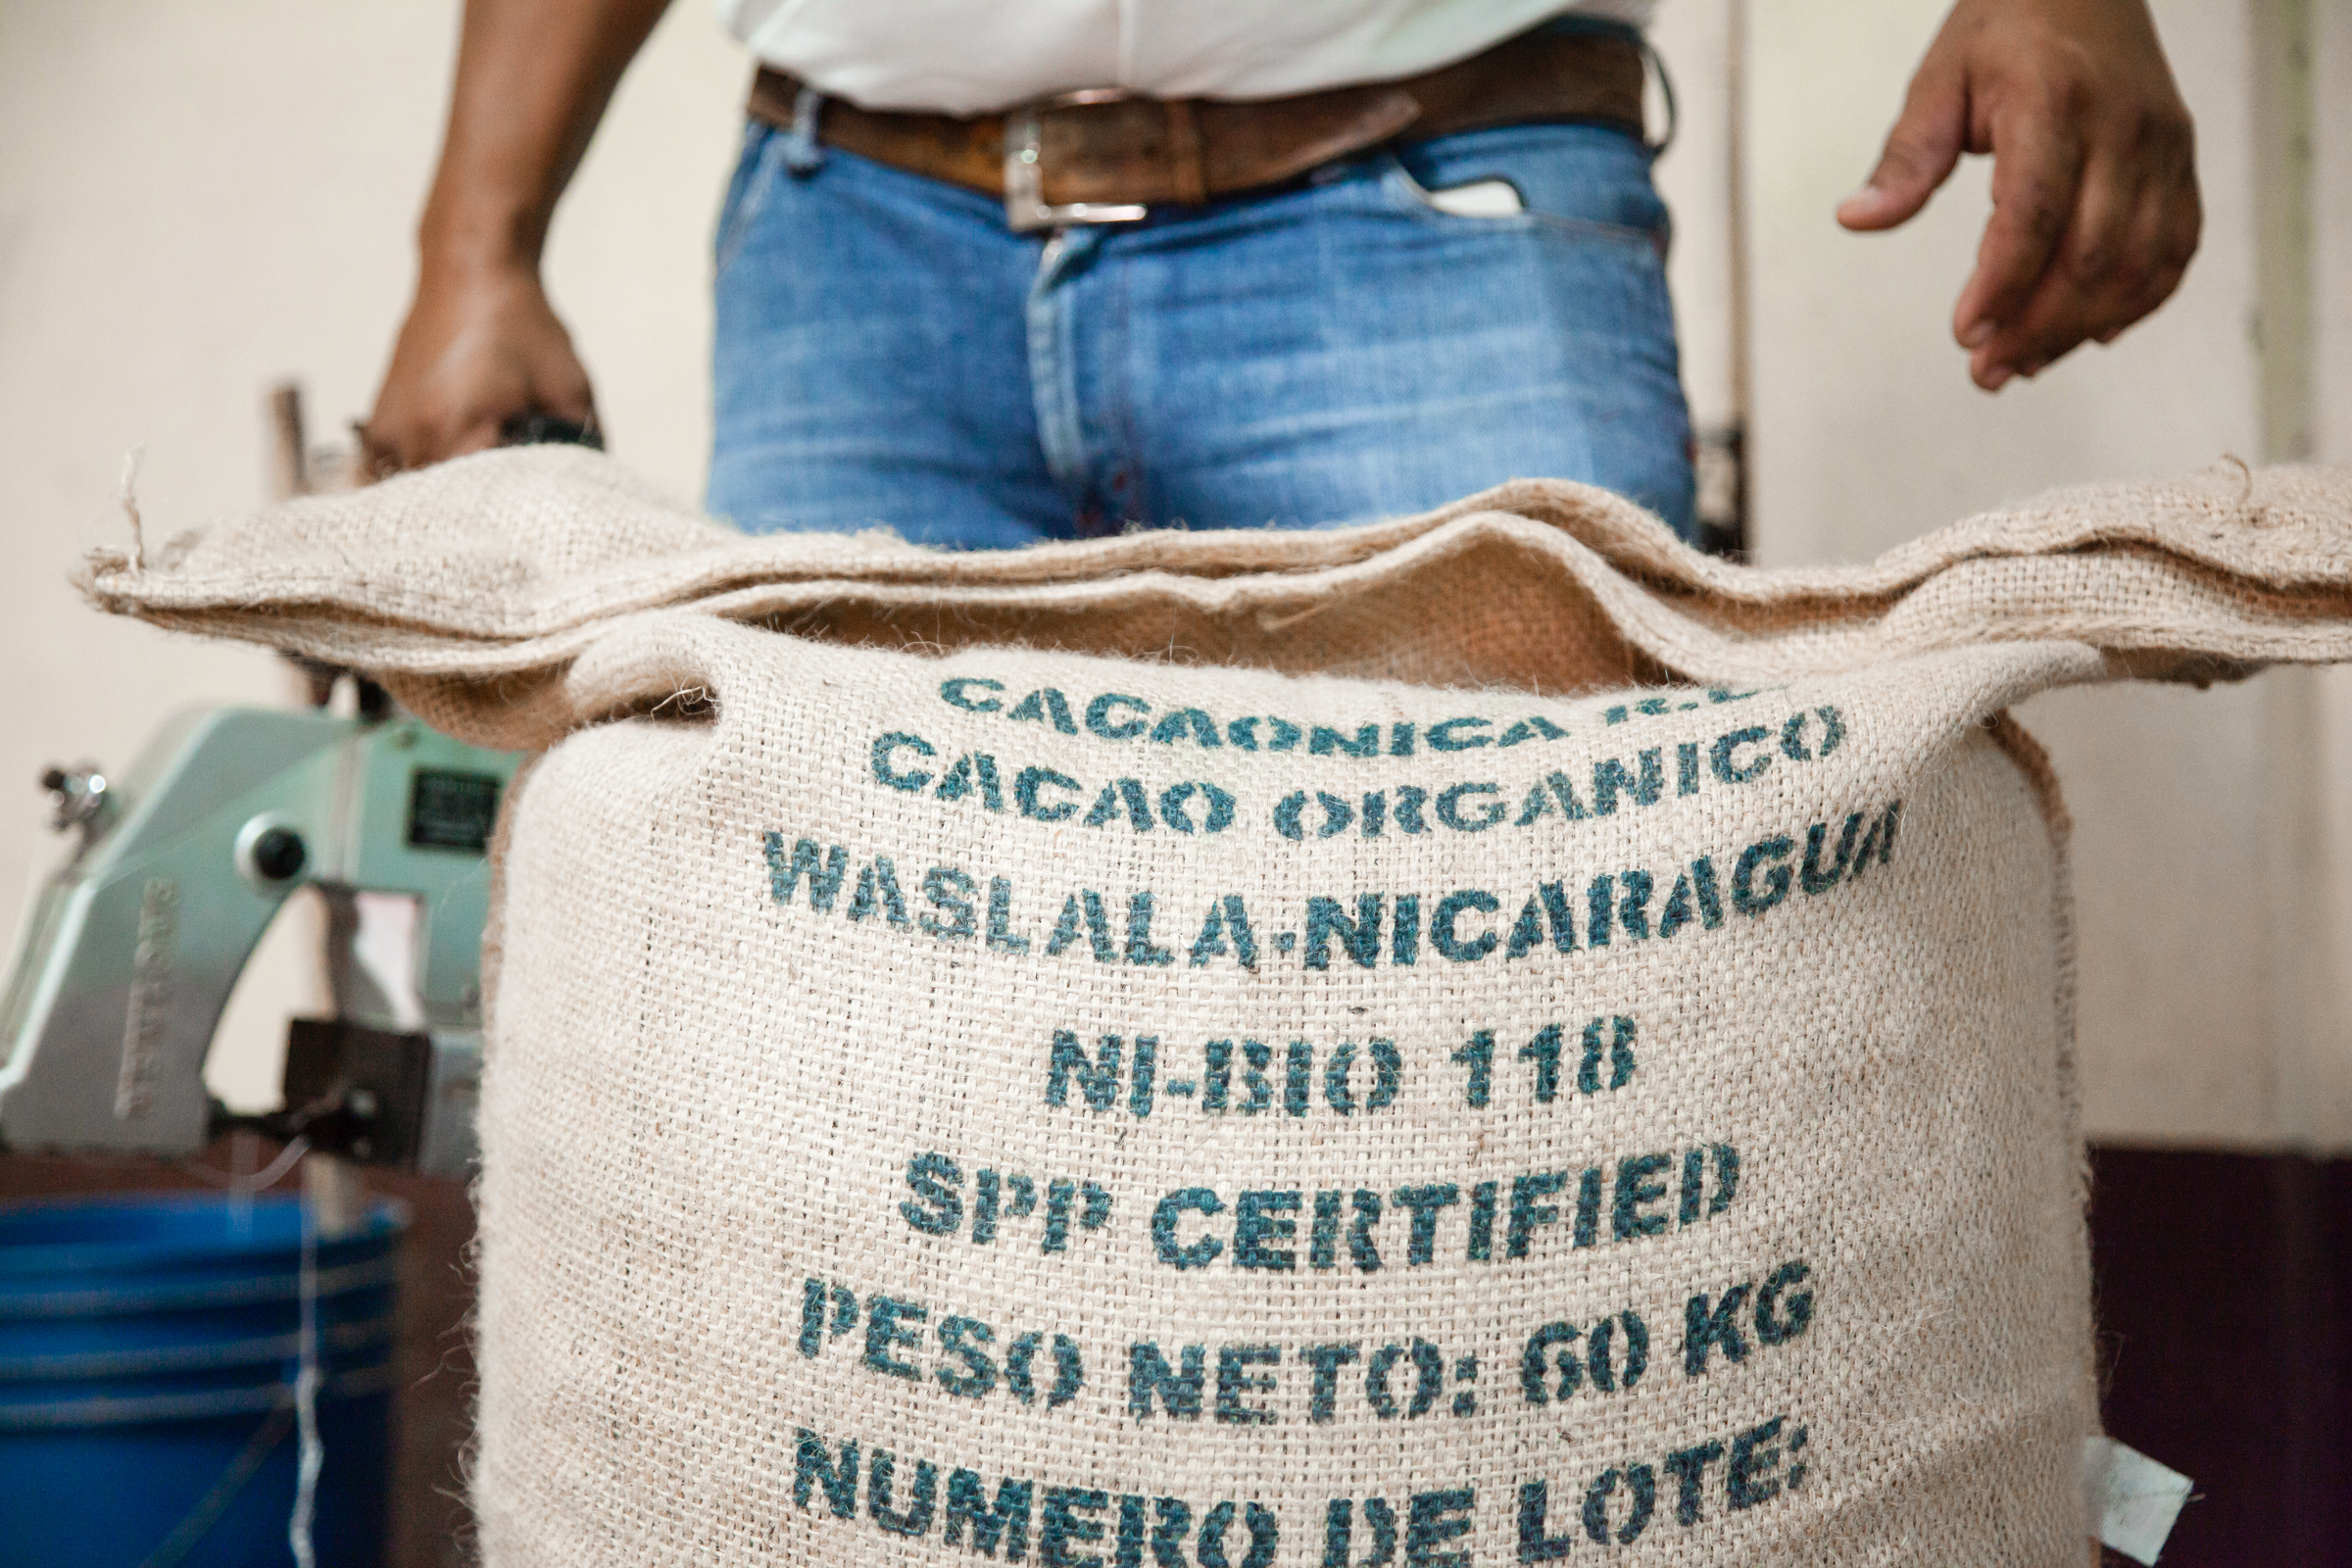 CACAONICA R.L
CACAO ORGANICO
WASLALA-NICARAGUA
NI-BIO 118
SPP CERTIFIED
PESO NETO: 60 KG
NUMERO DE LOTE: